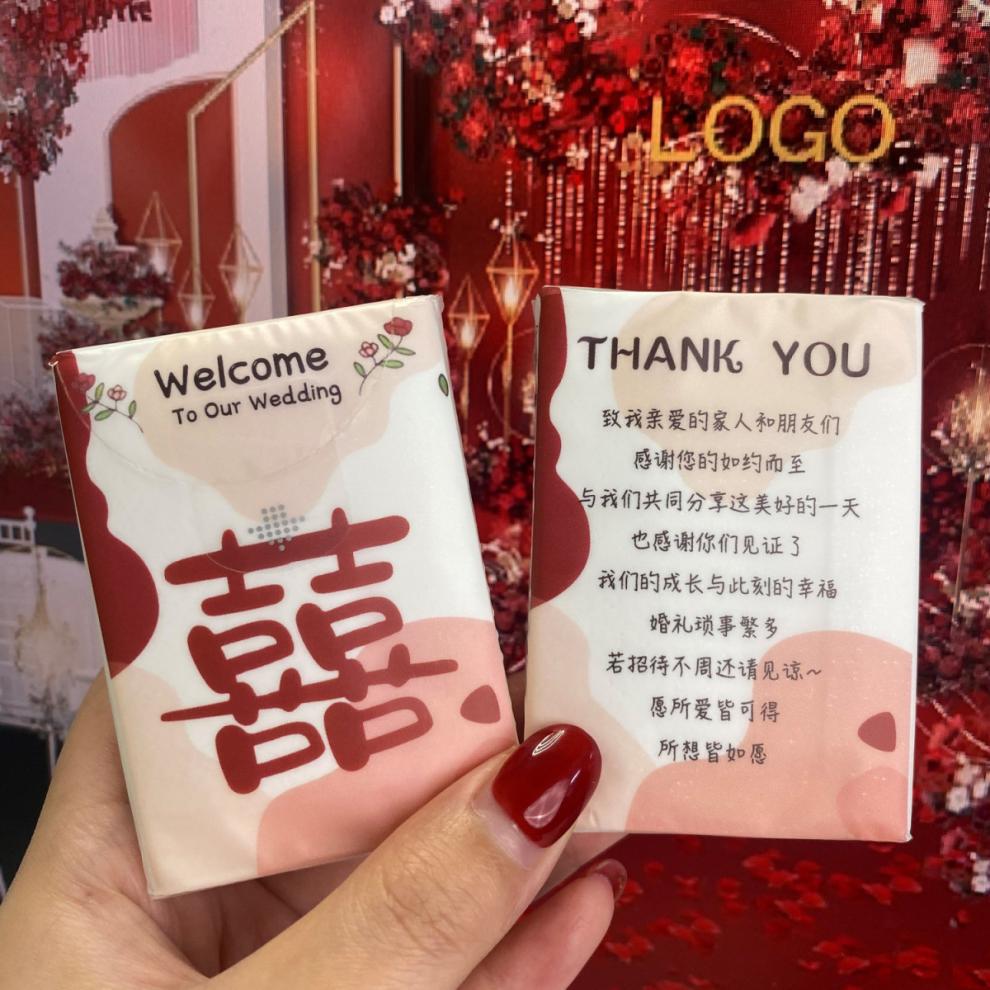 LOGO
Welcome
To Our Wedding
囍
THANK YOU
致我亲爱的家人和朋友们
感谢您的如约而至
与我们共同分享这美好的一天
也感谢你们见证了
我们的成长与此刻的幸福
婚礼琐事繁多
若招待不周还请见谅~
愿所爱皆可得
所想皆如愿